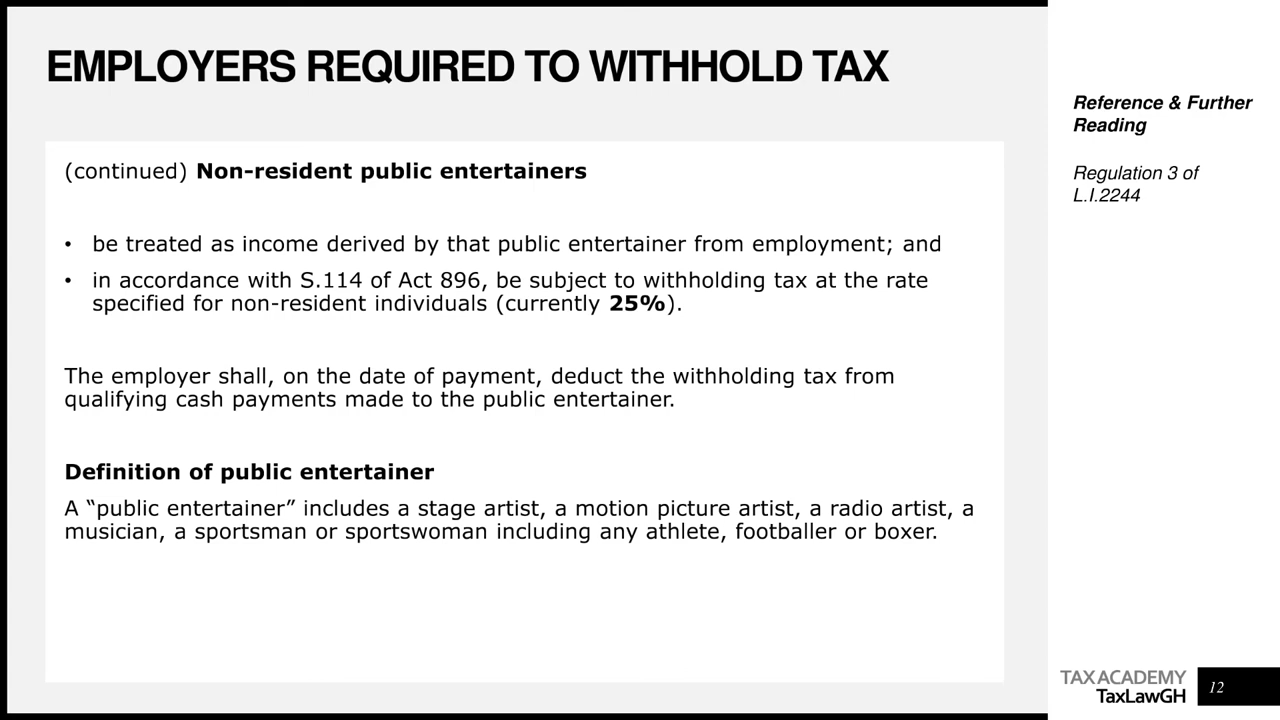 EMPLOYERS REQUIRED TO WITHHOLD TAX
(continued) Non-resident public entertainers
• be treated as income derived by that public entertainer from employment; and
• in accordance with S.114 of Act 896, be subject to withholding tax at the rate
specified for non-resident individuals (currently 25%).
The employer shall, on the date of payment, deduct the withholding tax from
qualifying cash payments made to the public entertainer.
Definition of public entertainer
A “public entertainer” includes a stage artist, a motion picture artist, a radio artist, a
musician, a sportsman or sportswoman including any athlete, footballer or boxer.
Reference & Further
Reading
Regulation 3 of
L.I.2244
TAX ACADEMY
TaxLawGH
12